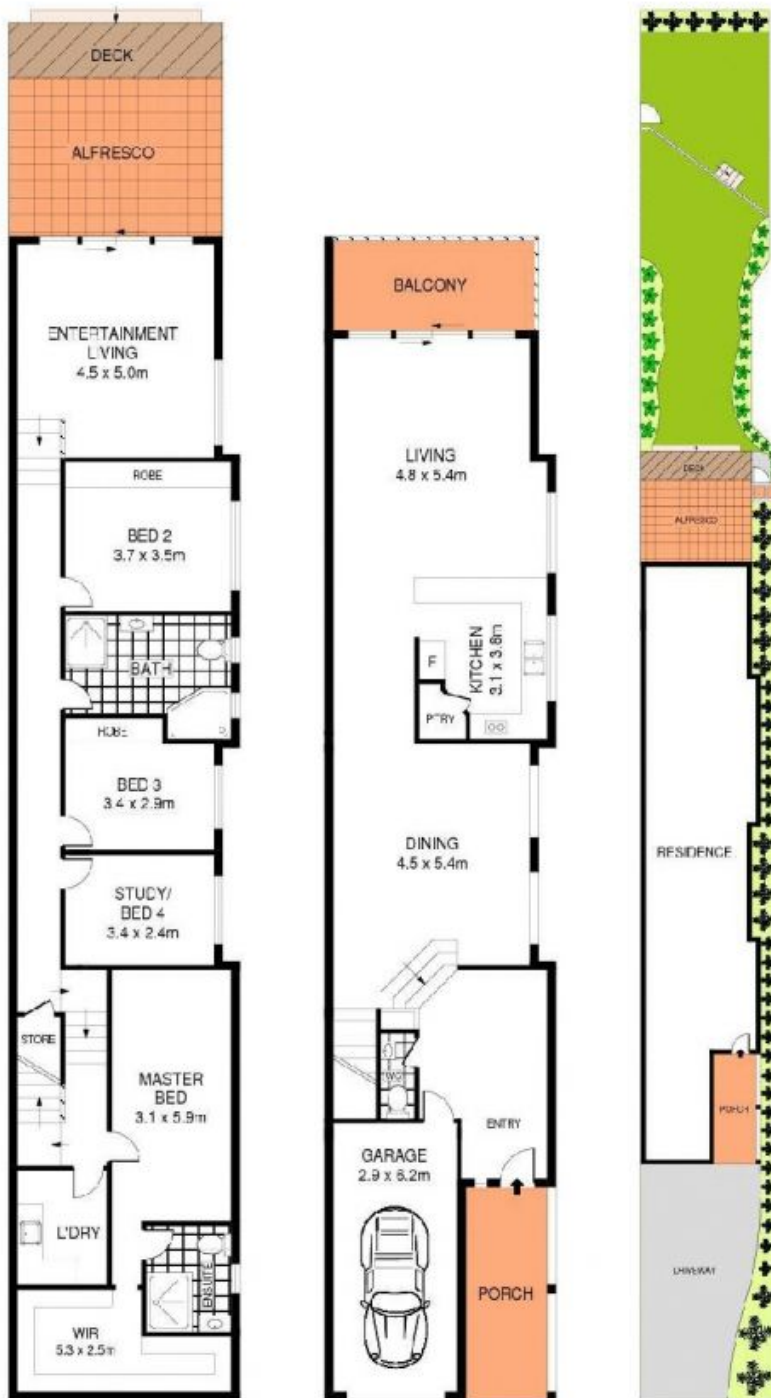 DECK
ALFRESCO
ENTERTAINMENT
LIVING
4.5 x 5.0m
ROBE
BED 2
3.7 x 3.5m
BATH
ROBE
BED 3
3.4 x 2.9m
STUDY/
BED 4
3.4 x 2.4m
STORE
MASTER
BED
3.1 x 5.9m
L'DRY
ENSUITE
WIR
5.3 x 2.5m
BALCONY
LIVING
4.8 x 5.4m
F
KITCHEN
3.1 x 3.8m
PTRY
DINING
4.5 x 5.4m
WC
ENTRY
GARAGE
2.9 x 6.2m
PORCH
DECK
ALFRESCO
RESIDENCE
PORCH
DRIVEWAY